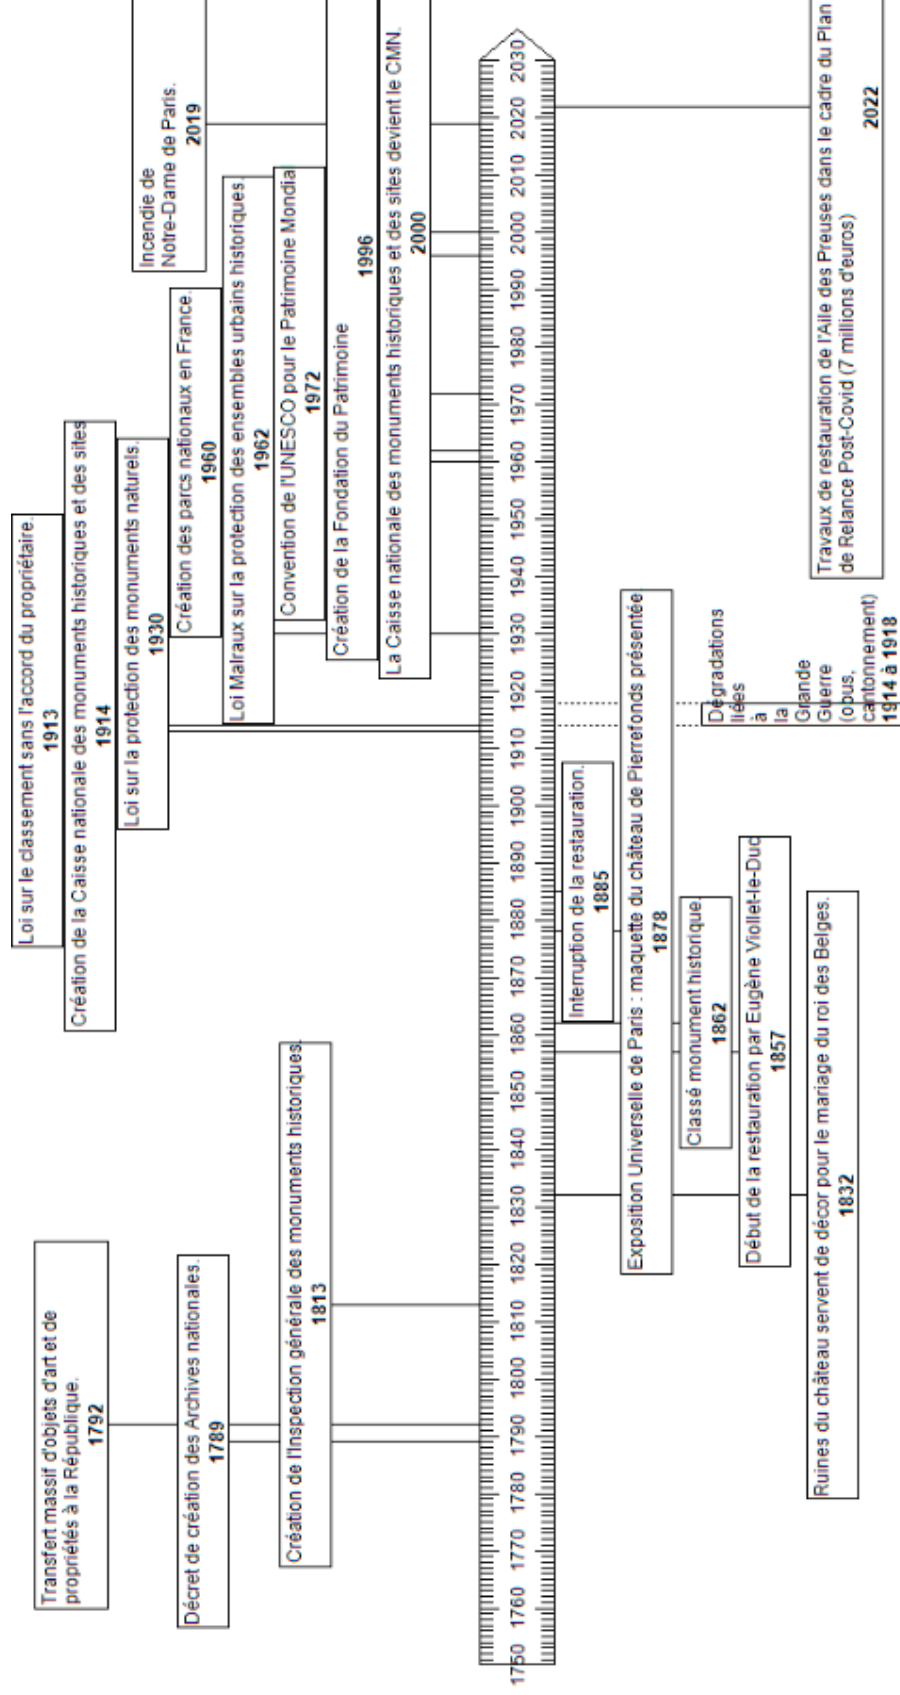 Loi sur le classement sans l'accord du propriétaire.
1913
Création de la Caisse nationale des monuments historiques et des sites
1914
Loi sur la protection des monuments naturels.
1930
Création des parcs nationaux en France.
1960
Loi Malraux sur la protection des ensembles urbains historiques.
1962
Convention de l'UNESCO pour le Patrimoine Mondial
1972
Création de la Fondation du Patrimoine
1996
La Caisse nationale des monuments historiques et des sites devient le CMN.
2000
Incendie de
Notre-Dame de Paris.
2019
Transfert massif d'objets d'art et de
propriétés à la République.
1792
Décret de création des Archives nationales.
1789
Création de l'Inspection générale des monuments historiques.
1813
1750 1760 1770 1780 1790 1800 1810 1820 1830 1840 1850 1860 1870 1880 1890 1900 1910 1920 1930 1940 1950 1960 1970 1980 1990 2000 2010 2020 2030
Interruption de la restauration.
1885
Exposition Universelle de Paris : maquette du château de Pierrefonds présentée
1878
Classé monument historique.
1862
Début de la restauration par Eugène Viollet-le-Duc
1857
Ruines du château servent de décor pour le mariage du roi des Belges.
1832
Dégradations
liées
à
la
Grande
Guerre
(obus,
cantonnement)
1914 à 1918
Travaux de restauration de l'Aile des Preuses dans le cadre du Plan
de Relance Post-Covid (7 millions d'euros)
2022